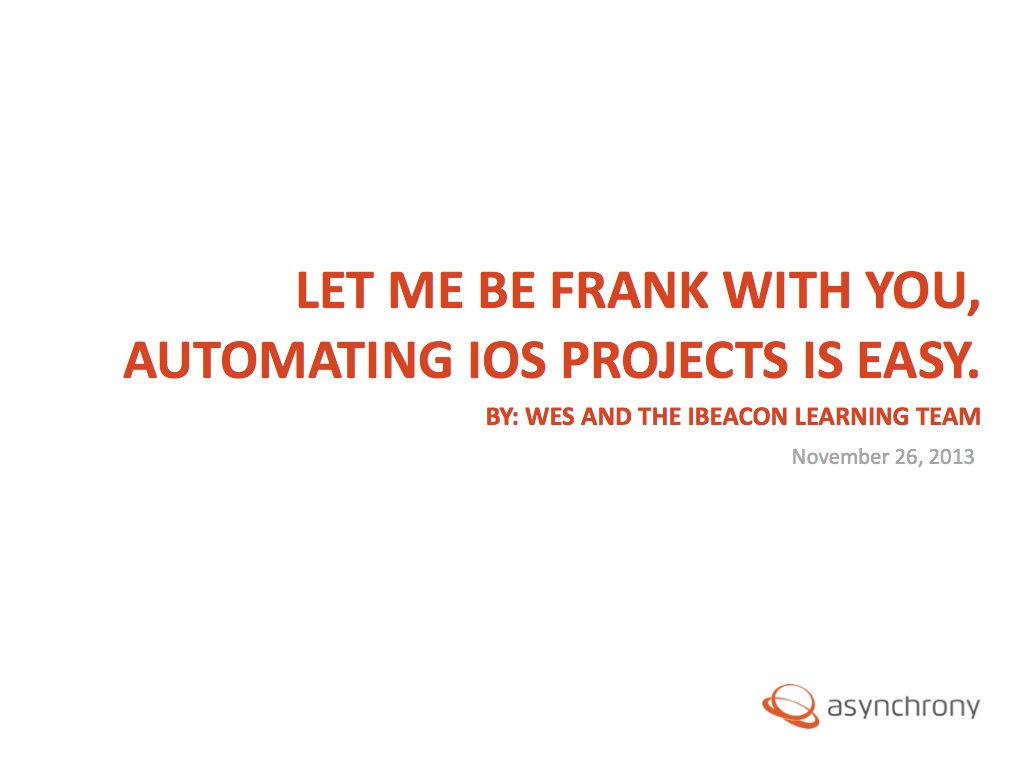 LET ME BE FRANK WITH YOU,
AUTOMATING IOS PROJECTS IS EASY.
BY: WES AND THE IBEACON LEARNING TEAM
November 26, 2013
asynchrony